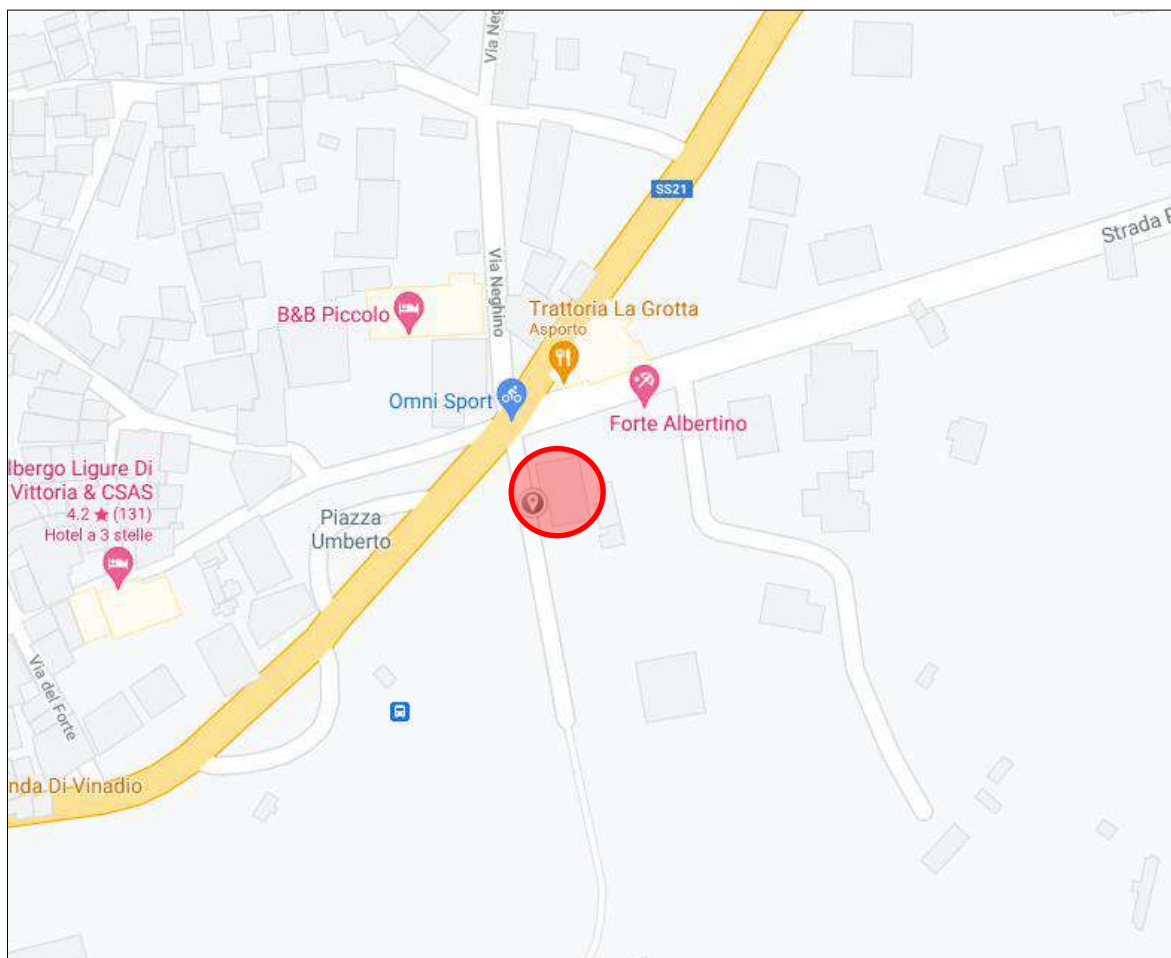 Via Neg
SS21
Strada P
Via Neghino
B&B Piccolo
Trattoria La Grotta
Asporto
Omni Sport
Forte Albertino
lbergo Ligure Di
Vittoria & CSAS
4.2 ★ (131)
Hotel a 3 stelle
Piazza
Umberto
Via del Forte
nda Di Vinadio